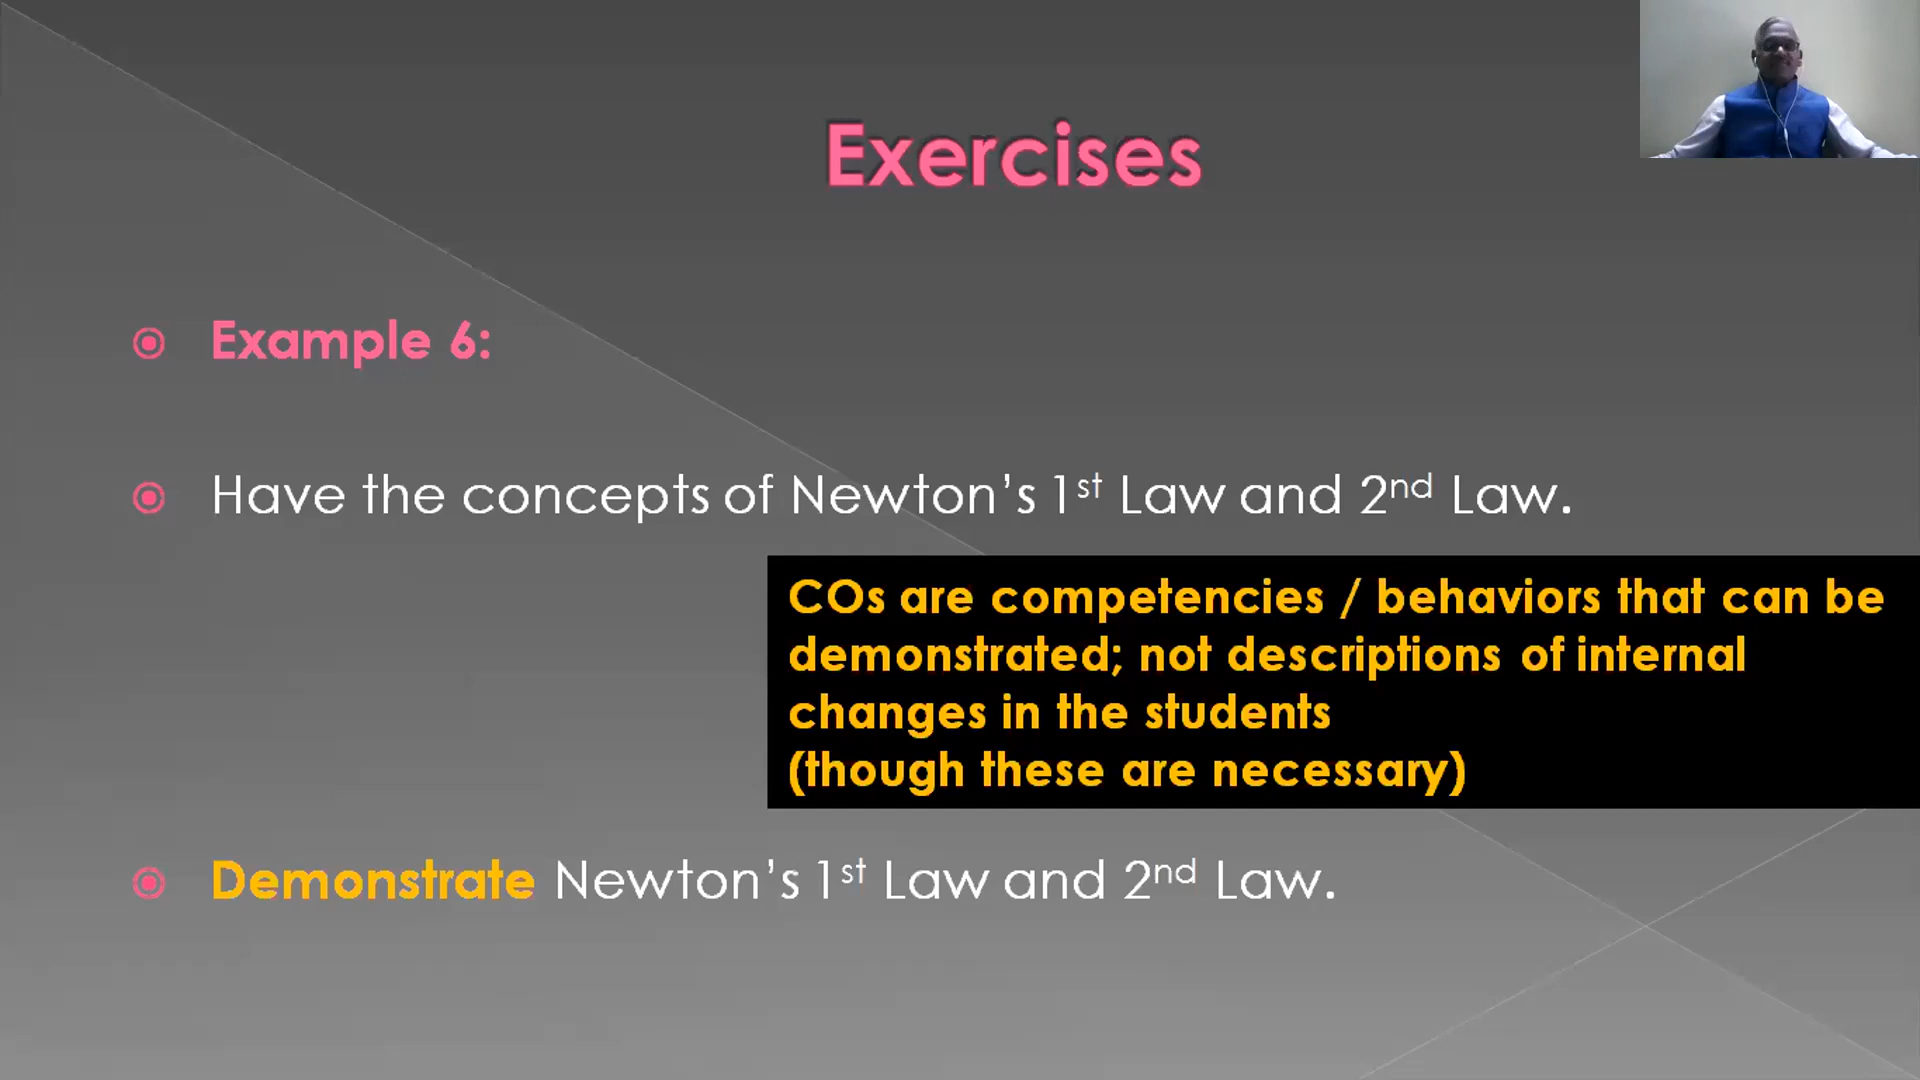 Exercises
Example 6:
Have the concepts of Newton's 1st Law and 2nd Law.
COs are competencies / behaviors that can be
demonstrated; not descriptions of internal
changes in the students
(though these are necessary)
Demonstrate Newton's 1st Law and 2nd Law.